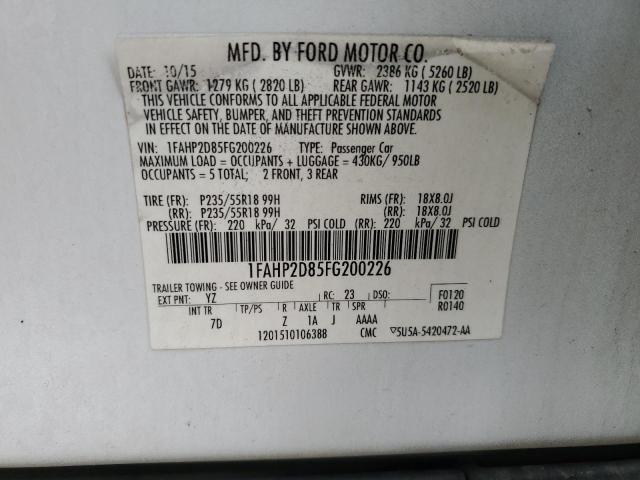 MFD. BY FORD MOTOR CO.
DATE: 10/15 GVWR: 2386 KG ( 5260 LB)
FRONT GAWR: 1279 KG ( 2820 LB) REAR GAWR: 1143 KG ( 2520 LB)
THIS VEHICLE CONFORMS TO ALL APPLICABLE FEDERAL MOTOR
VEHICLE SAFETY, BUMPER, AND THEFT PREVENTION STANDARDS
IN EFFECT ON THE DATE OF MANUFACTURE SHOWN ABOVE.
VIN: 1FAHP2D85FG200226 TYPE: Passenger Car
MAXIMUM LOAD = OCCUPANTS + LUGGAGE = 430KG/ 950LB
OCCUPANTS = 5 TOTAL; 2 FRONT, 3 REAR
TIRE (FR): P235/55R18 99H RIMS (FR): 18X8.0J
(RR): P235/55R18 99H (RR): 18X8.0J
PRESSURE (FR): 220 kPa/ 32 PSI COLD (RR): 220 kPa/ 32 PSI COLD
1FAHP2D85FG200226
TRAILER TOWING - SEE OWNER GUIDE
EXT PNT: YZ RC: 23 DSO: F0120
INT TR TP/PS R AXLE TR SPR R0140
7D Z 1A J AAAA
1201510106388 CMC 5U5A-5420472-AA